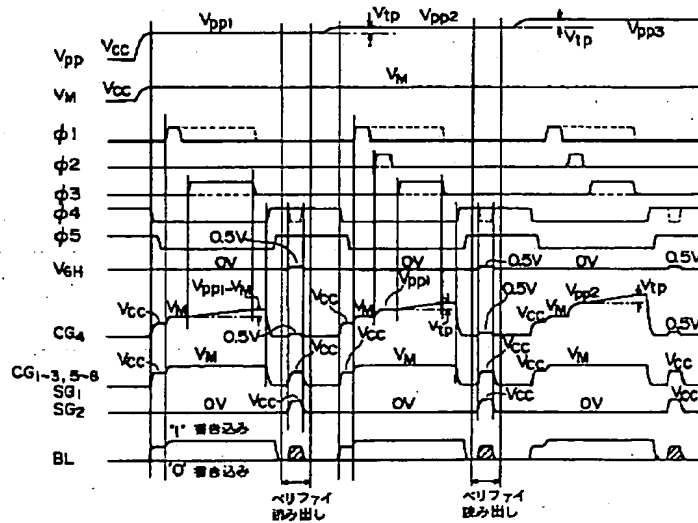 Vpp1 Vtp Vpp2 Vtp Vpp3
Vpp Vcc
VM Vcc VM
φ1
φ2
φ3
φ4
φ5 0.5V
V6H 0V 0V 0.5V 0V 0.5V
Vpp1-VM Vpp1 0.5V Vpp2 Vtp
CG4 Vcc VM 0.5V Vcc VM Vtp
CG1~3, 5~8 Vcc VM Vcc Vcc VM Vcc Vcc VM Vcc
SG1 Vcc Vcc Vcc
SG2 0V 0V 0V
"1" 書き込み
BL
"0" 書き込み
ベリファイ 読み出し
ベリファイ 読み出し